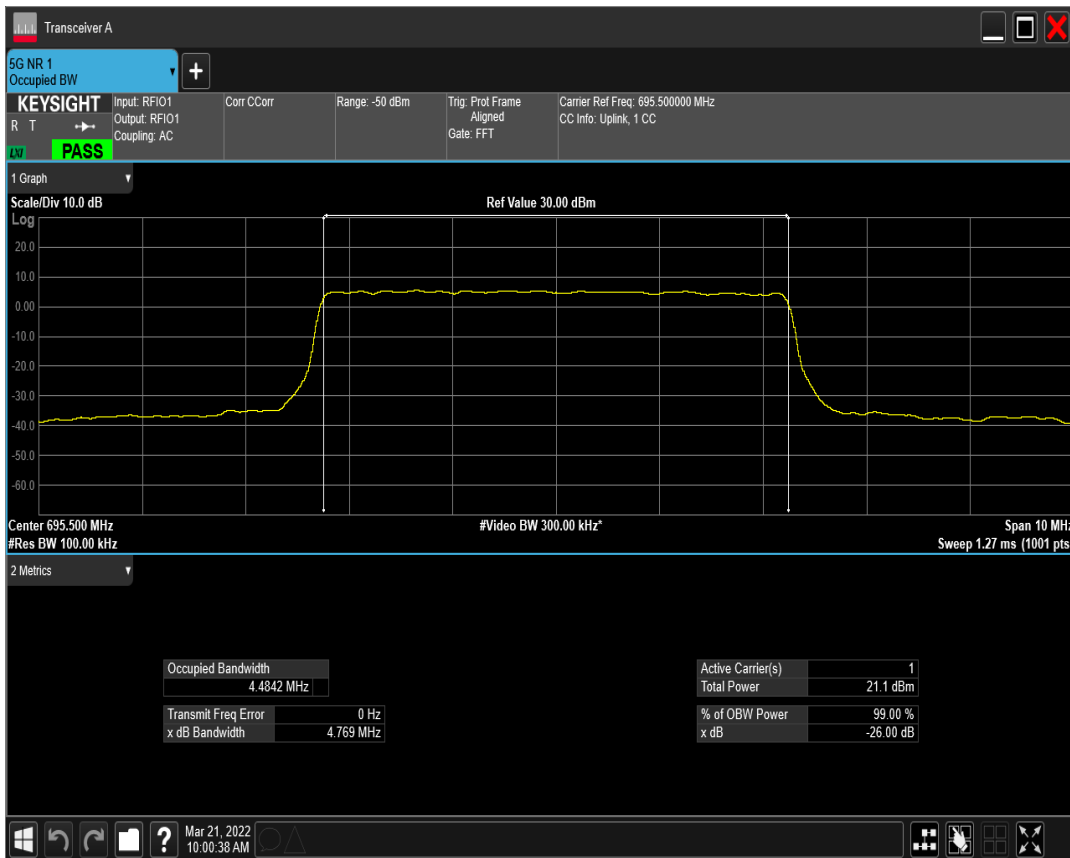 Transceiver A
5G NR 1
Occupied BW
+
KEYSIGHT
R T
LXI
PASS
Input: RFIO1
Output: RFIO1
Coupling: AC
Corr CCorr
Range: -50 dBm
Trig: Prot Frame
Aligned
Gate: FFT
Carrier Ref Freq: 695.500000 MHz
CC Info: Uplink, 1 CC
1 Graph
Scale/Div 10.0 dB
Ref Value 30.00 dBm
Log
20.0
10.0
0.00
-10.0
-20.0
-30.0
-40.0
-50.0
-60.0
Center 695.500 MHz
#Video BW 300.00 kHz*
Span 10 MHz
#Res BW 100.00 kHz
Sweep 1.27 ms (1001 pts
2 Metrics
Occupied Bandwidth
4.4842 MHz
Transmit Freq Error 0 Hz
x dB Bandwidth 4.769 MHz
Active Carrier(s) 1
Total Power 21.1 dBm
% of OBW Power 99.00 %
x dB -26.00 dB
?
Mar 21, 2022
10:00:38 AM